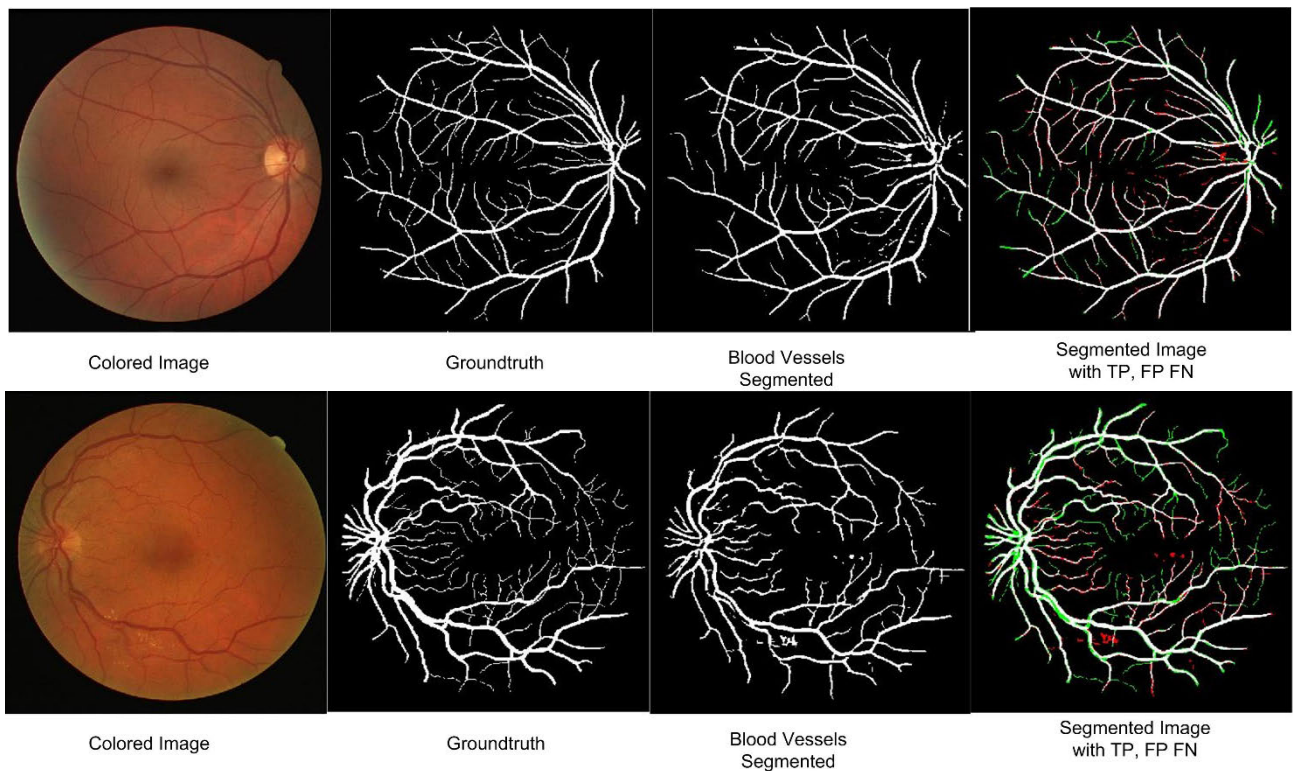 Colored Image
Groundtruth
Blood Vessels
Segmented
Segmented Image
with TP, FP FN
Colored Image
Groundtruth
Blood Vessels
Segmented
Segmented Image
with TP, FP FN